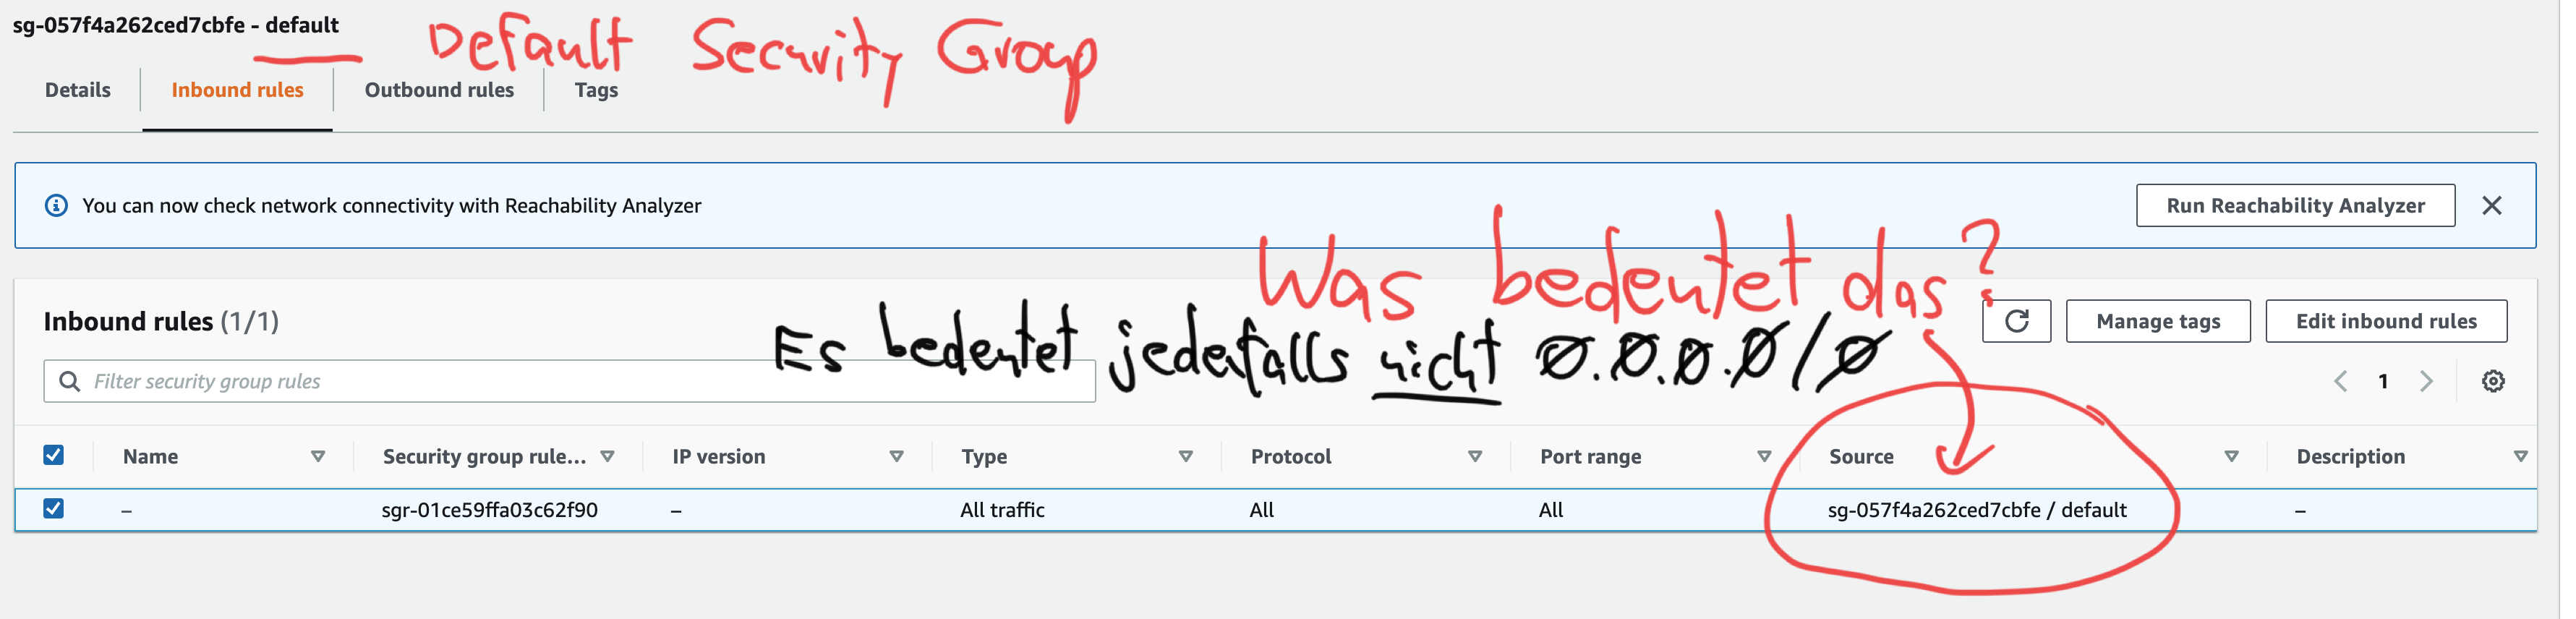 sg-057f4a262ced7cbfe - default
Default Security Group
Details Inbound rules Outbound rules Tags
You can now check network connectivity with Reachability Analyzer Run Reachability Analyzer
Was bedeutet das?
Es bedeutet jedenfalls nicht 0.0.0.0/0
Inbound rules (1/1) Manage tags Edit inbound rules
Filter security group rules 1
Name Security group rule... IP version Type Protocol Port range Source Description
– sgr-01ce59ffa03c62f90 – All traffic All All sg-057f4a262ced7cbfe / default –